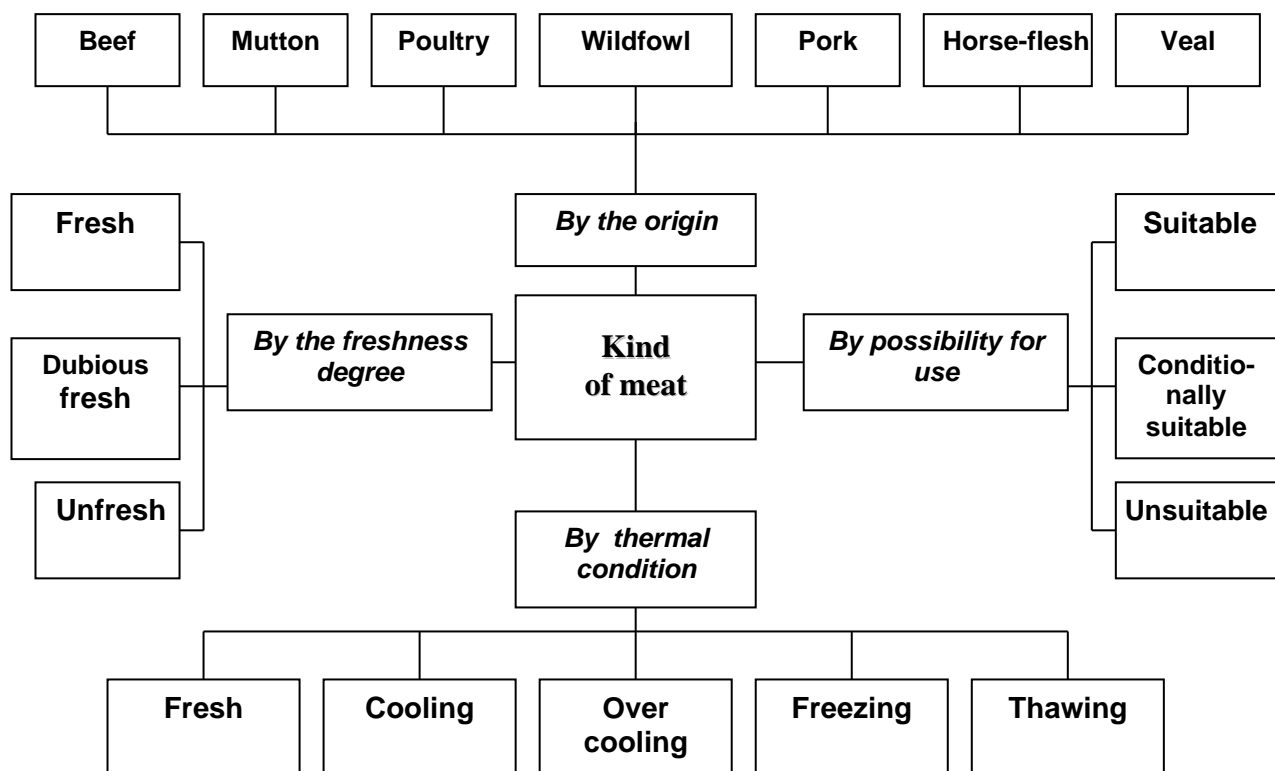 Beef
Mutton
Poultry
Wildfowl
Pork
Horse-flesh
Veal
By the origin
Fresh
Suitable
By the freshness
degree
Kind
of meat
By possibility for
use
Dubious
fresh
Conditio-
nally
suitable
Unfresh
Unsuitable
By thermal
condition
Fresh
Cooling
Over
cooling
Freezing
Thawing